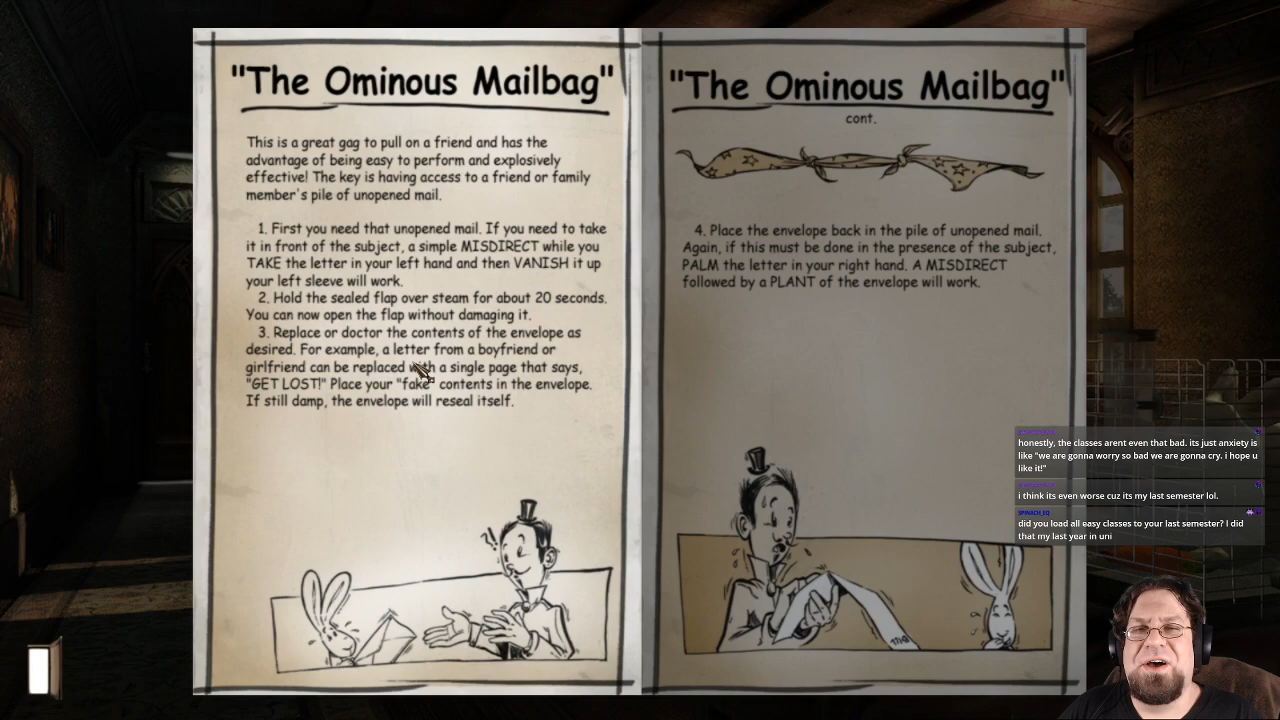 "The Ominous Mailbag"
This is a great gag to pull on a friend and has the
advantage of being easy to perform and explosively
effective! The key is having access to a friend or family
member's pile of unopened mail.
1. First you need that unopened mail. If you need to take
it in front of the subject, a simple MISDIRECT while you
TAKE the letter in your left hand and then VANISH it up
your left sleeve will work.
2. Hold the sealed flap over steam for about 20 seconds.
You can now open the flap without damaging it.
3. Replace or doctor the contents of the envelope as
desired. For example, a letter from a boyfriend or
girlfriend can be replaced with a single page that says,
"GET LOST!" Place your "fake" contents in the envelope.
If still damp, the envelope will reseal itself.
"The Ominous Mailbag"
cont.
4. Place the envelope back in the pile of unopened mail.
Again, if this must be done in the presence of the subject,
PALM the letter in your right hand. A MISDIRECT
followed by a PLANT of the envelope will work.
honestly, the classes arent even that bad. its just anxiety is
like "we are gonna worry so bad we are gonna cry. i hope u
like it!"
i think its even worse cuz its my last semester lol.
SPINACH_EQ
did you load all easy classes to your last semester? I did
that my last year in uni